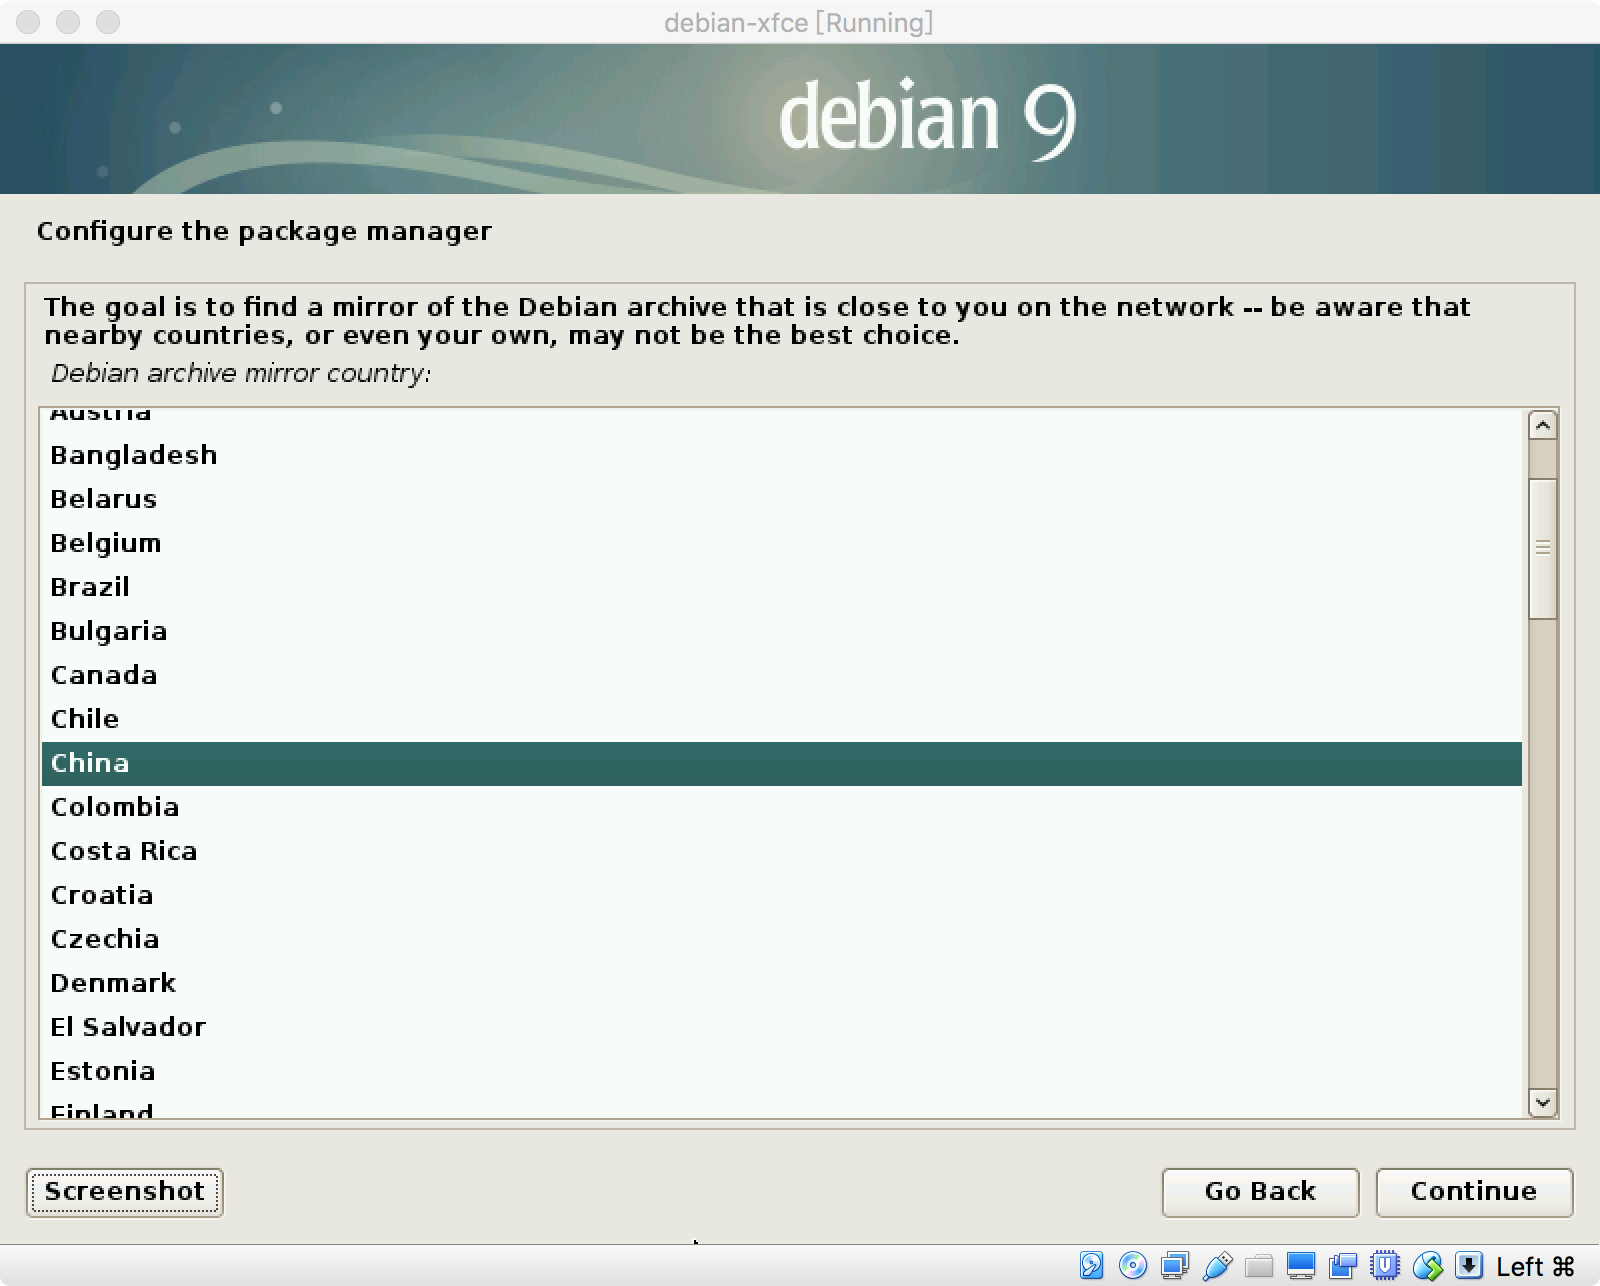 debian-xfce [Running]
debian 9
Configure the package manager
The goal is to find a mirror of the Debian archive that is close to you on the network -- be aware that
nearby countries, or even your own, may not be the best choice.
Debian archive mirror country:
Austria
Bangladesh
Belarus
Belgium
Brazil
Bulgaria
Canada
Chile
China
Colombia
Costa Rica
Croatia
Czechia
Denmark
El Salvador
Estonia
Finland
Screenshot
Go Back
Continue
Left ⌘